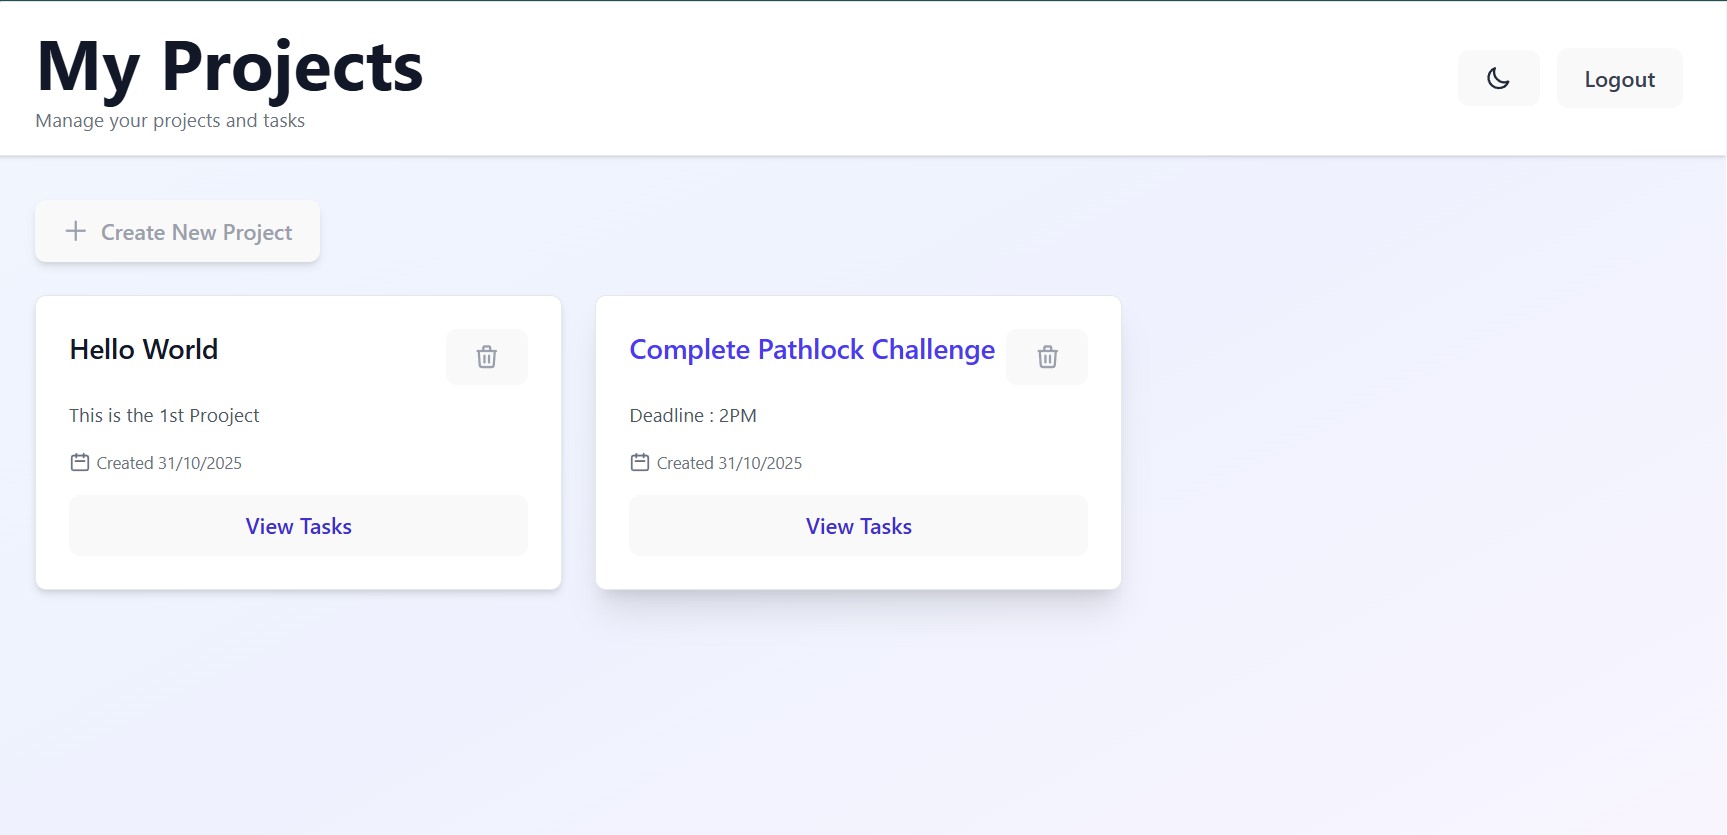 My Projects
Manage your projects and tasks
Logout
Create New Project
Hello World
This is the 1st Prooject
Created 31/10/2025
View Tasks
Complete Pathlock Challenge
Deadline : 2PM
Created 31/10/2025
View Tasks